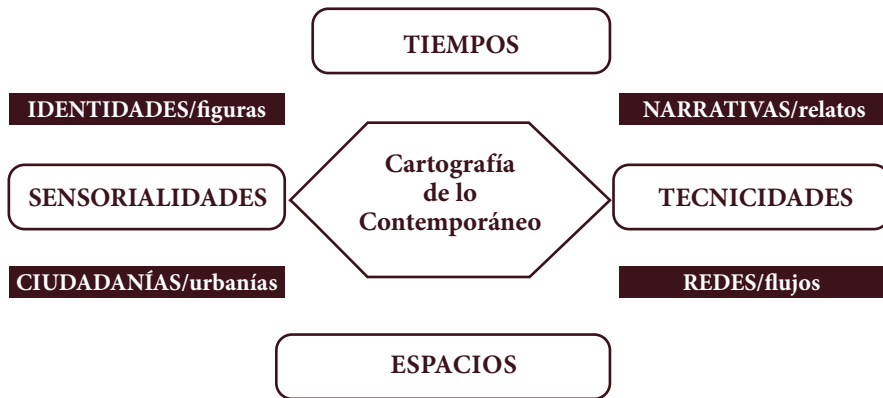 TIEMPOS
IDENTIDADES/figuras
NARRATIVAS/relatos
SENSORIALIDADES
Cartografía
de lo
Contemporáneo
TECNICIDADES
CIUDADANÍAS/urbanías
REDES/flujos
ESPACIOS